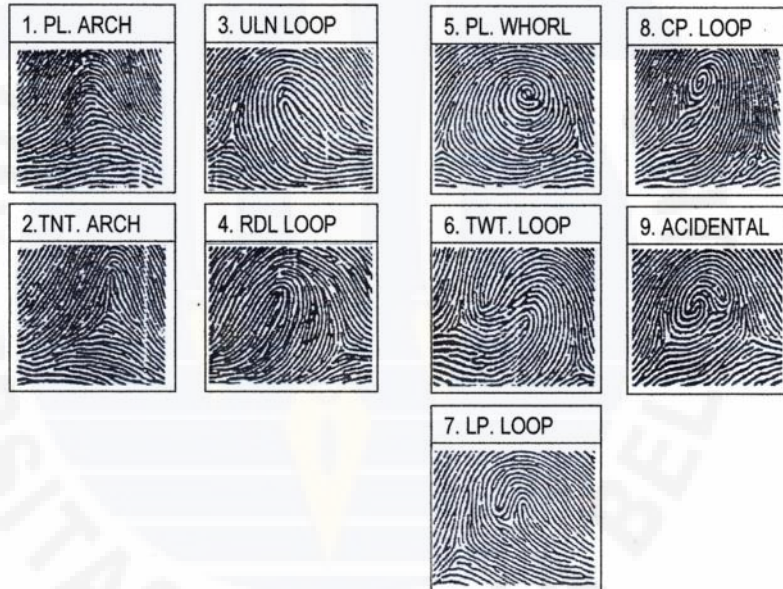 1. PL. ARCH
3. ULN LOOP
5. PL. WHORL
8. CP. LOOP
2.TNT. ARCH
4. RDL LOOP
6. TWT. LOOP
9. ACIDENTAL
7. LP. LOOP